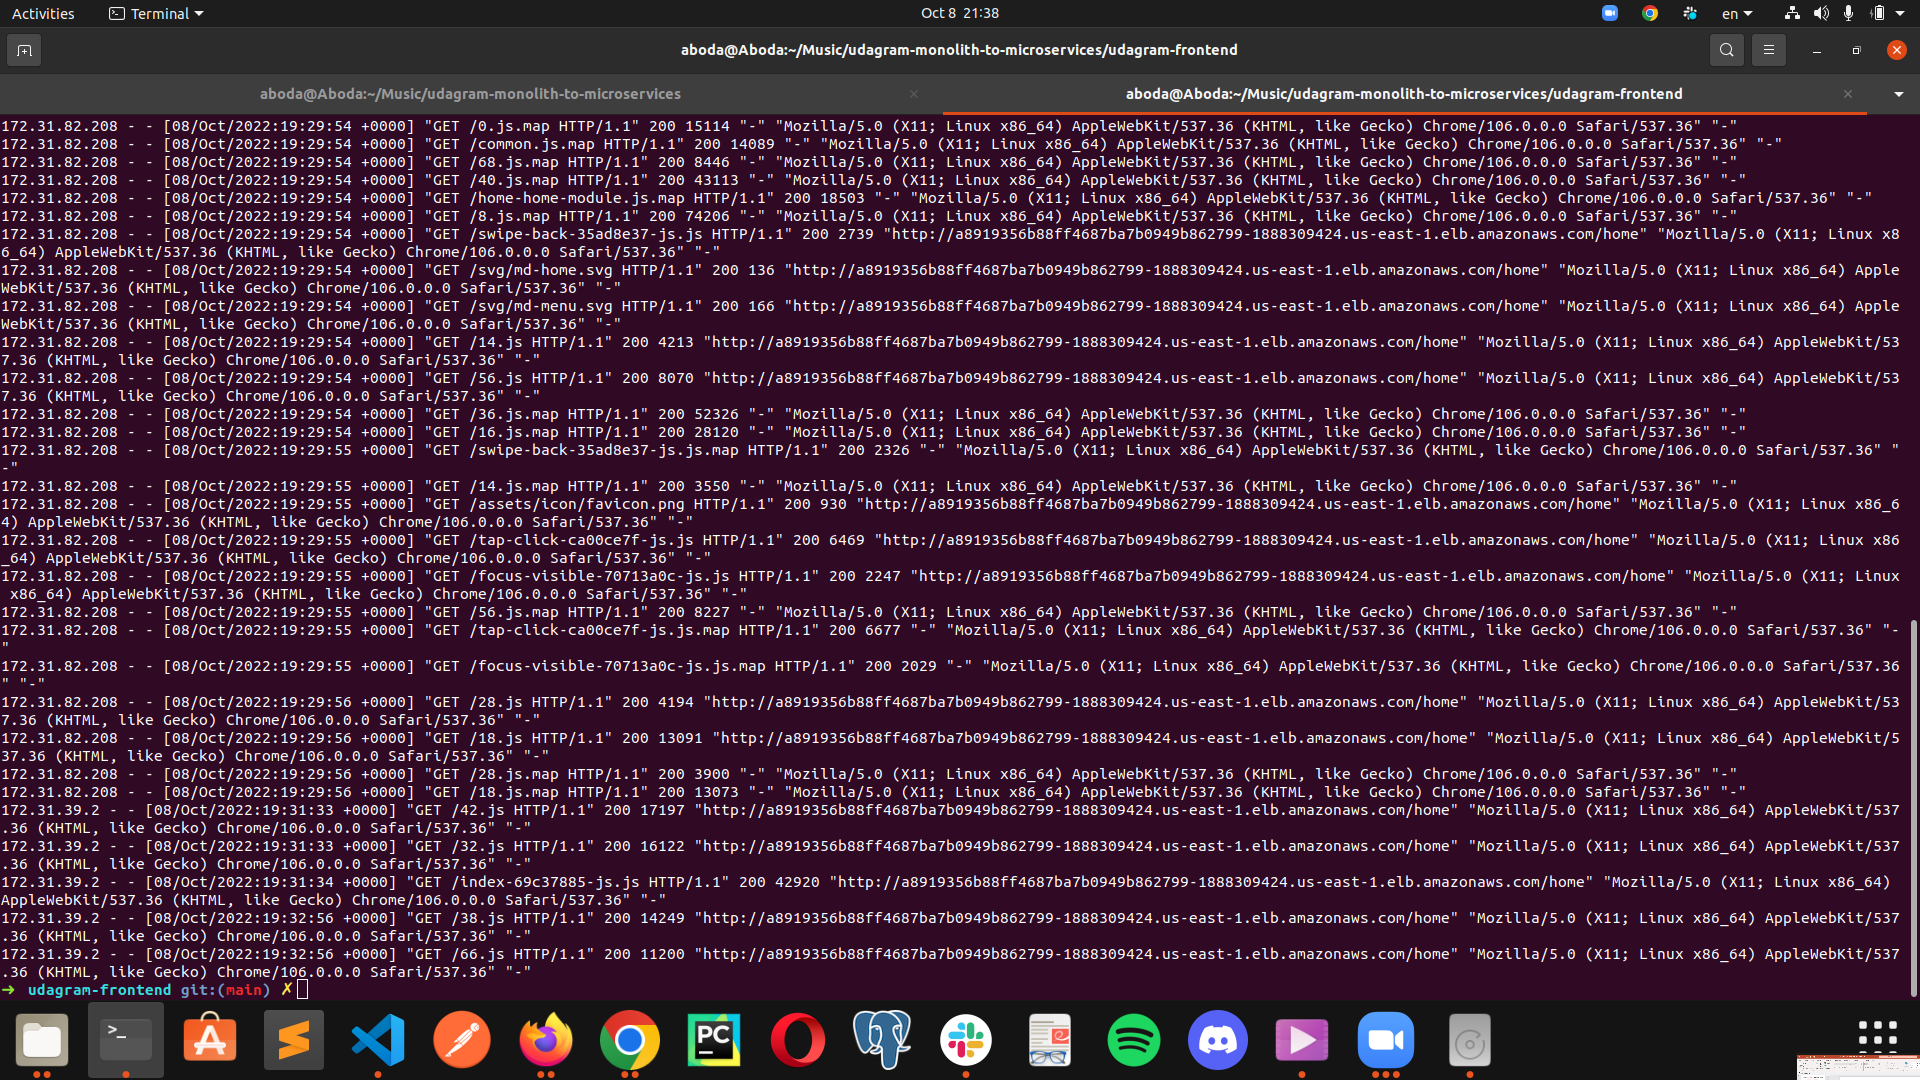 Activities
Terminal
Oct 8 21:38
en
aboda@Aboda:~/Music/udagram-monolith-to-microservices/udagram-frontend
aboda@Aboda:~/Music/udagram-monolith-to-microservices
aboda@Aboda:~/Music/udagram-monolith-to-microservices/udagram-frontend
172.31.82.208 - - [08/Oct/2022:19:29:54 +0000] "GET /0.js.map HTTP/1.1" 200 15114 "-" "Mozilla/5.0 (X11; Linux x86_64) AppleWebKit/537.36 (KHTML, like Gecko) Chrome/106.0.0.0 Safari/537.36" "-"
172.31.82.208 - - [08/Oct/2022:19:29:54 +0000] "GET /common.js.map HTTP/1.1" 200 14089 "-" "Mozilla/5.0 (X11; Linux x86_64) AppleWebKit/537.36 (KHTML, like Gecko) Chrome/106.0.0.0 Safari/537.36" "-"
172.31.82.208 - - [08/Oct/2022:19:29:54 +0000] "GET /68.js.map HTTP/1.1" 200 8446 "-" "Mozilla/5.0 (X11; Linux x86_64) AppleWebKit/537.36 (KHTML, like Gecko) Chrome/106.0.0.0 Safari/537.36" "-"
172.31.82.208 - - [08/Oct/2022:19:29:54 +0000] "GET /40.js.map HTTP/1.1" 200 43113 "-" "Mozilla/5.0 (X11; Linux x86_64) AppleWebKit/537.36 (KHTML, like Gecko) Chrome/106.0.0.0 Safari/537.36" "-"
172.31.82.208 - - [08/Oct/2022:19:29:54 +0000] "GET /home-home-module.js.map HTTP/1.1" 200 18503 "-" "Mozilla/5.0 (X11; Linux x86_64) AppleWebKit/537.36 (KHTML, like Gecko) Chrome/106.0.0.0 Safari/537.36" "-"
172.31.82.208 - - [08/Oct/2022:19:29:54 +0000] "GET /8.js.map HTTP/1.1" 200 74206 "-" "Mozilla/5.0 (X11; Linux x86_64) AppleWebKit/537.36 (KHTML, like Gecko) Chrome/106.0.0.0 Safari/537.36" "-"
172.31.82.208 - - [08/Oct/2022:19:29:54 +0000] "GET /swipe-back-35ad8e37-js.js HTTP/1.1" 200 2739 "http://a8919356b88ff4687ba7b0949b862799-1888309424.us-east-1.elb.amazonaws.com/home" "Mozilla/5.0 (X11; Linux x8
6_64) AppleWebKit/537.36 (KHTML, like Gecko) Chrome/106.0.0.0 Safari/537.36" "-"
172.31.82.208 - - [08/Oct/2022:19:29:54 +0000] "GET /svg/md-home.svg HTTP/1.1" 200 136 "http://a8919356b88ff4687ba7b0949b862799-1888309424.us-east-1.elb.amazonaws.com/home" "Mozilla/5.0 (X11; Linux x86_64) Apple
WebKit/537.36 (KHTML, like Gecko) Chrome/106.0.0.0 Safari/537.36" "-"
172.31.82.208 - - [08/Oct/2022:19:29:54 +0000] "GET /svg/md-menu.svg HTTP/1.1" 200 166 "http://a8919356b88ff4687ba7b0949b862799-1888309424.us-east-1.elb.amazonaws.com/home" "Mozilla/5.0 (X11; Linux x86_64) Apple
WebKit/537.36 (KHTML, like Gecko) Chrome/106.0.0.0 Safari/537.36" "-"
172.31.82.208 - - [08/Oct/2022:19:29:54 +0000] "GET /14.js HTTP/1.1" 200 4213 "http://a8919356b88ff4687ba7b0949b862799-1888309424.us-east-1.elb.amazonaws.com/home" "Mozilla/5.0 (X11; Linux x86_64) AppleWebKit/53
7.36 (KHTML, like Gecko) Chrome/106.0.0.0 Safari/537.36" "-"
172.31.82.208 - - [08/Oct/2022:19:29:54 +0000] "GET /56.js HTTP/1.1" 200 8070 "http://a8919356b88ff4687ba7b0949b862799-1888309424.us-east-1.elb.amazonaws.com/home" "Mozilla/5.0 (X11; Linux x86_64) AppleWebKit/53
7.36 (KHTML, like Gecko) Chrome/106.0.0.0 Safari/537.36" "-"
172.31.82.208 - - [08/Oct/2022:19:29:54 +0000] "GET /36.js.map HTTP/1.1" 200 52326 "-" "Mozilla/5.0 (X11; Linux x86_64) AppleWebKit/537.36 (KHTML, like Gecko) Chrome/106.0.0.0 Safari/537.36" "-"
172.31.82.208 - - [08/Oct/2022:19:29:54 +0000] "GET /16.js.map HTTP/1.1" 200 28120 "-" "Mozilla/5.0 (X11; Linux x86_64) AppleWebKit/537.36 (KHTML, like Gecko) Chrome/106.0.0.0 Safari/537.36" "-"
172.31.82.208 - - [08/Oct/2022:19:29:55 +0000] "GET /swipe-back-35ad8e37-js.js.map HTTP/1.1" 200 2326 "-" "Mozilla/5.0 (X11; Linux x86_64) AppleWebKit/537.36 (KHTML, like Gecko) Chrome/106.0.0.0 Safari/537.36" "
-"
172.31.82.208 - - [08/Oct/2022:19:29:55 +0000] "GET /14.js.map HTTP/1.1" 200 3550 "-" "Mozilla/5.0 (X11; Linux x86_64) AppleWebKit/537.36 (KHTML, like Gecko) Chrome/106.0.0.0 Safari/537.36" "-"
172.31.82.208 - - [08/Oct/2022:19:29:55 +0000] "GET /assets/icon/favicon.png HTTP/1.1" 200 930 "http://a8919356b88ff4687ba7b0949b862799-1888309424.us-east-1.elb.amazonaws.com/home" "Mozilla/5.0 (X11; Linux x86_6
4) AppleWebKit/537.36 (KHTML, like Gecko) Chrome/106.0.0.0 Safari/537.36" "-"
172.31.82.208 - - [08/Oct/2022:19:29:55 +0000] "GET /tap-click-ca00ce7f-js.js HTTP/1.1" 200 6469 "http://a8919356b88ff4687ba7b0949b862799-1888309424.us-east-1.elb.amazonaws.com/home" "Mozilla/5.0 (X11; Linux x86
_64) AppleWebKit/537.36 (KHTML, like Gecko) Chrome/106.0.0.0 Safari/537.36" "-"
172.31.82.208 - - [08/Oct/2022:19:29:55 +0000] "GET /focus-visible-70713a0c-js.js HTTP/1.1" 200 2247 "http://a8919356b88ff4687ba7b0949b862799-1888309424.us-east-1.elb.amazonaws.com/home" "Mozilla/5.0 (X11; Linux
x86_64) AppleWebKit/537.36 (KHTML, like Gecko) Chrome/106.0.0.0 Safari/537.36" "-"
172.31.82.208 - - [08/Oct/2022:19:29:55 +0000] "GET /56.js.map HTTP/1.1" 200 8227 "-" "Mozilla/5.0 (X11; Linux x86_64) AppleWebKit/537.36 (KHTML, like Gecko) Chrome/106.0.0.0 Safari/537.36" "-"
172.31.82.208 - - [08/Oct/2022:19:29:55 +0000] "GET /tap-click-ca00ce7f-js.js.map HTTP/1.1" 200 6677 "-" "Mozilla/5.0 (X11; Linux x86_64) AppleWebKit/537.36 (KHTML, like Gecko) Chrome/106.0.0.0 Safari/537.36" "-
"
172.31.82.208 - - [08/Oct/2022:19:29:55 +0000] "GET /focus-visible-70713a0c-js.js.map HTTP/1.1" 200 2029 "-" "Mozilla/5.0 (X11; Linux x86_64) AppleWebKit/537.36 (KHTML, like Gecko) Chrome/106.0.0.0 Safari/537.36
" "-"
172.31.82.208 - - [08/Oct/2022:19:29:56 +0000] "GET /28.js HTTP/1.1" 200 4194 "http://a8919356b88ff4687ba7b0949b862799-1888309424.us-east-1.elb.amazonaws.com/home" "Mozilla/5.0 (X11; Linux x86_64) AppleWebKit/53
7.36 (KHTML, like Gecko) Chrome/106.0.0.0 Safari/537.36" "-"
172.31.82.208 - - [08/Oct/2022:19:29:56 +0000] "GET /18.js HTTP/1.1" 200 13091 "http://a8919356b88ff4687ba7b0949b862799-1888309424.us-east-1.elb.amazonaws.com/home" "Mozilla/5.0 (X11; Linux x86_64) AppleWebKit/5
37.36 (KHTML, like Gecko) Chrome/106.0.0.0 Safari/537.36" "-"
172.31.82.208 - - [08/Oct/2022:19:29:56 +0000] "GET /28.js.map HTTP/1.1" 200 3900 "-" "Mozilla/5.0 (X11; Linux x86_64) AppleWebKit/537.36 (KHTML, like Gecko) Chrome/106.0.0.0 Safari/537.36" "-"
172.31.82.208 - - [08/Oct/2022:19:29:56 +0000] "GET /18.js.map HTTP/1.1" 200 13073 "-" "Mozilla/5.0 (X11; Linux x86_64) AppleWebKit/537.36 (KHTML, like Gecko) Chrome/106.0.0.0 Safari/537.36" "-"
172.31.39.2 - - [08/Oct/2022:19:31:33 +0000] "GET /42.js HTTP/1.1" 200 17197 "http://a8919356b88ff4687ba7b0949b862799-1888309424.us-east-1.elb.amazonaws.com/home" "Mozilla/5.0 (X11; Linux x86_64) AppleWebKit/537
.36 (KHTML, like Gecko) Chrome/106.0.0.0 Safari/537.36" "-"
172.31.39.2 - - [08/Oct/2022:19:31:33 +0000] "GET /32.js HTTP/1.1" 200 16122 "http://a8919356b88ff4687ba7b0949b862799-1888309424.us-east-1.elb.amazonaws.com/home" "Mozilla/5.0 (X11; Linux x86_64) AppleWebKit/537
.36 (KHTML, like Gecko) Chrome/106.0.0.0 Safari/537.36" "-"
172.31.39.2 - - [08/Oct/2022:19:31:34 +0000] "GET /index-69c37885-js.js HTTP/1.1" 200 42920 "http://a8919356b88ff4687ba7b0949b862799-1888309424.us-east-1.elb.amazonaws.com/home" "Mozilla/5.0 (X11; Linux x86_64)
AppleWebKit/537.36 (KHTML, like Gecko) Chrome/106.0.0.0 Safari/537.36" "-"
172.31.39.2 - - [08/Oct/2022:19:32:56 +0000] "GET /38.js HTTP/1.1" 200 14249 "http://a8919356b88ff4687ba7b0949b862799-1888309424.us-east-1.elb.amazonaws.com/home" "Mozilla/5.0 (X11; Linux x86_64) AppleWebKit/537
.36 (KHTML, like Gecko) Chrome/106.0.0.0 Safari/537.36" "-"
172.31.39.2 - - [08/Oct/2022:19:32:56 +0000] "GET /66.js HTTP/1.1" 200 11200 "http://a8919356b88ff4687ba7b0949b862799-1888309424.us-east-1.elb.amazonaws.com/home" "Mozilla/5.0 (X11; Linux x86_64) AppleWebKit/537
.36 (KHTML, like Gecko) Chrome/106.0.0.0 Safari/537.36" "-"
➜ udagram-frontend git:(main) ✗
PC